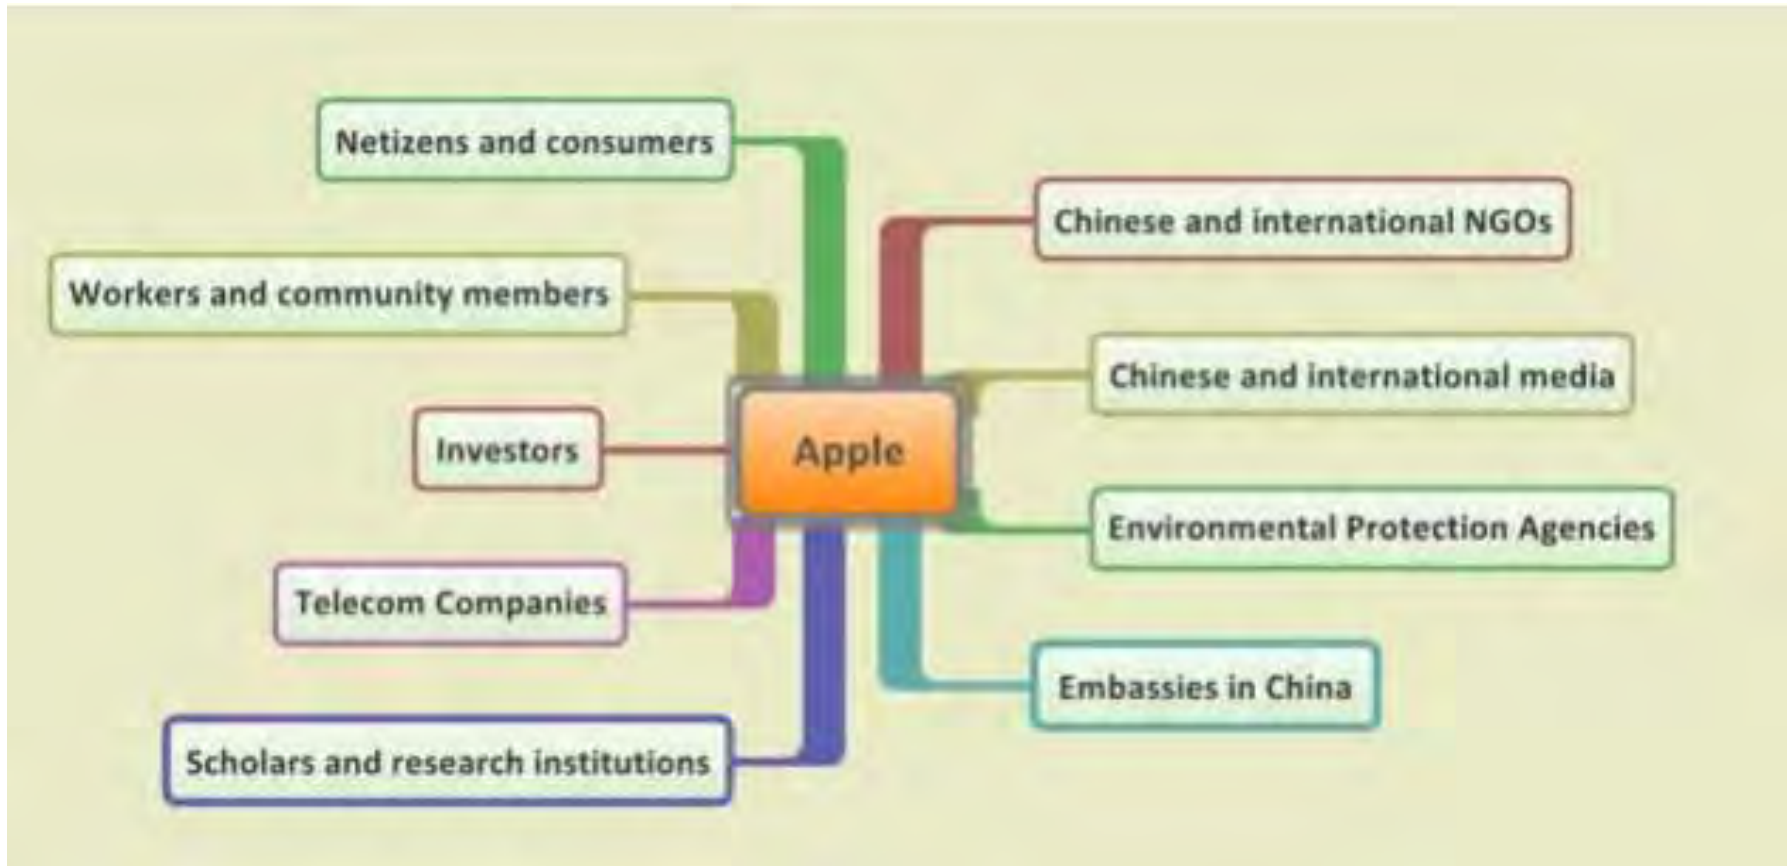 Netizens and consumers
Workers and community members
Investors
Telecom Companies
Scholars and research institutions
Apple
Chinese and international NGOs
Chinese and international media
Environmental Protection Agencies
Embassies in China